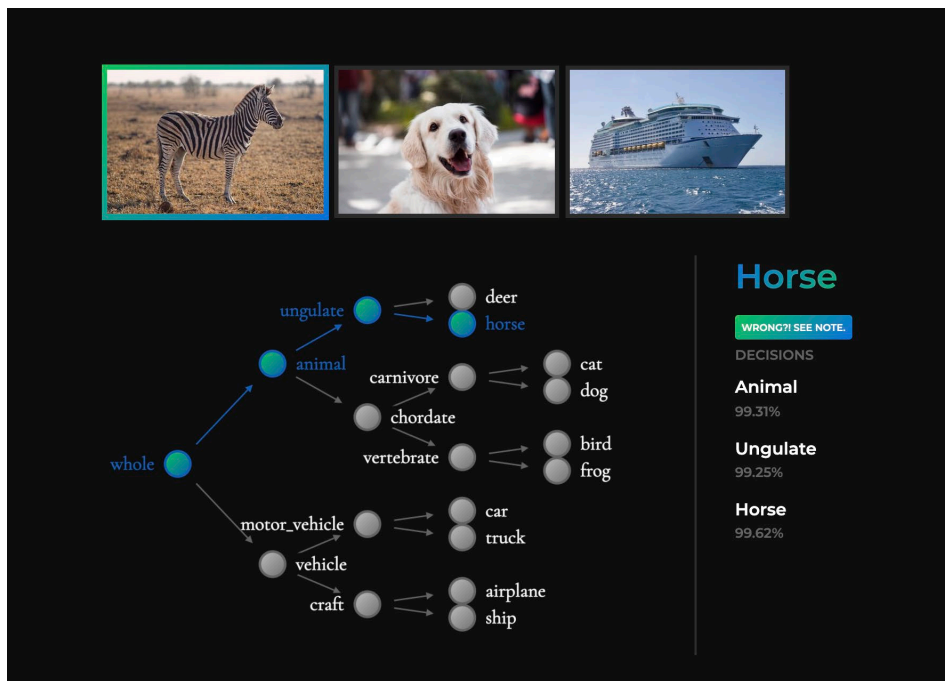 ungulate
deer
horse
animal
carnivore
cat
dog
chordate
vertebrate
bird
frog
whole
motor_vehicle
car
truck
vehicle
craft
airplane
ship
Horse
WRONG?! SEE NOTE.
DECISIONS
Animal
99.31%
Ungulate
99.25%
Horse
99.62%